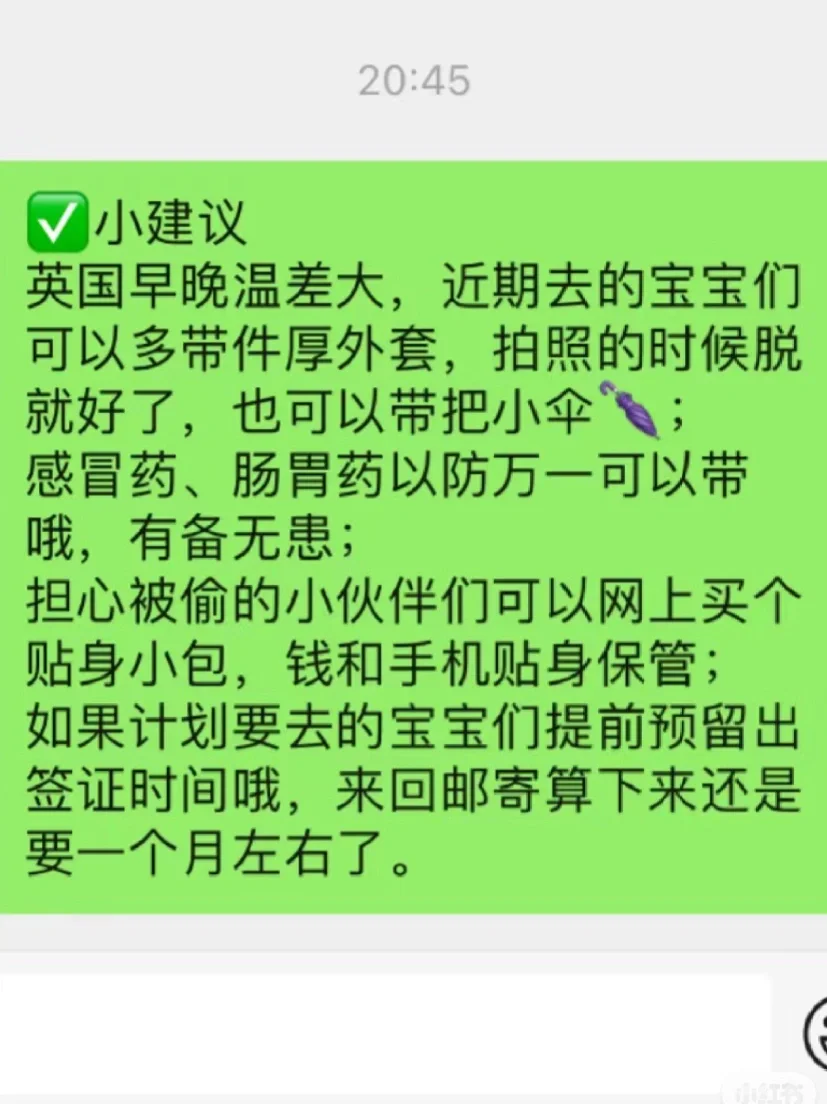 20:45
✅小建议
英国早晚温差大，近期去的宝宝们
可以多带件厚外套，拍照的时候脱
就好了，也可以带把小伞🌂；
感冒药、肠胃药以防万一可以带
哦，有备无患；
担心被偷的小伙伴们可以网上买个
贴身小包，钱和手机贴身保管；
如果计划要去的宝宝们提前预留出
签证时间哦，来回邮寄算下来还是
要一个月左右了。
小红书